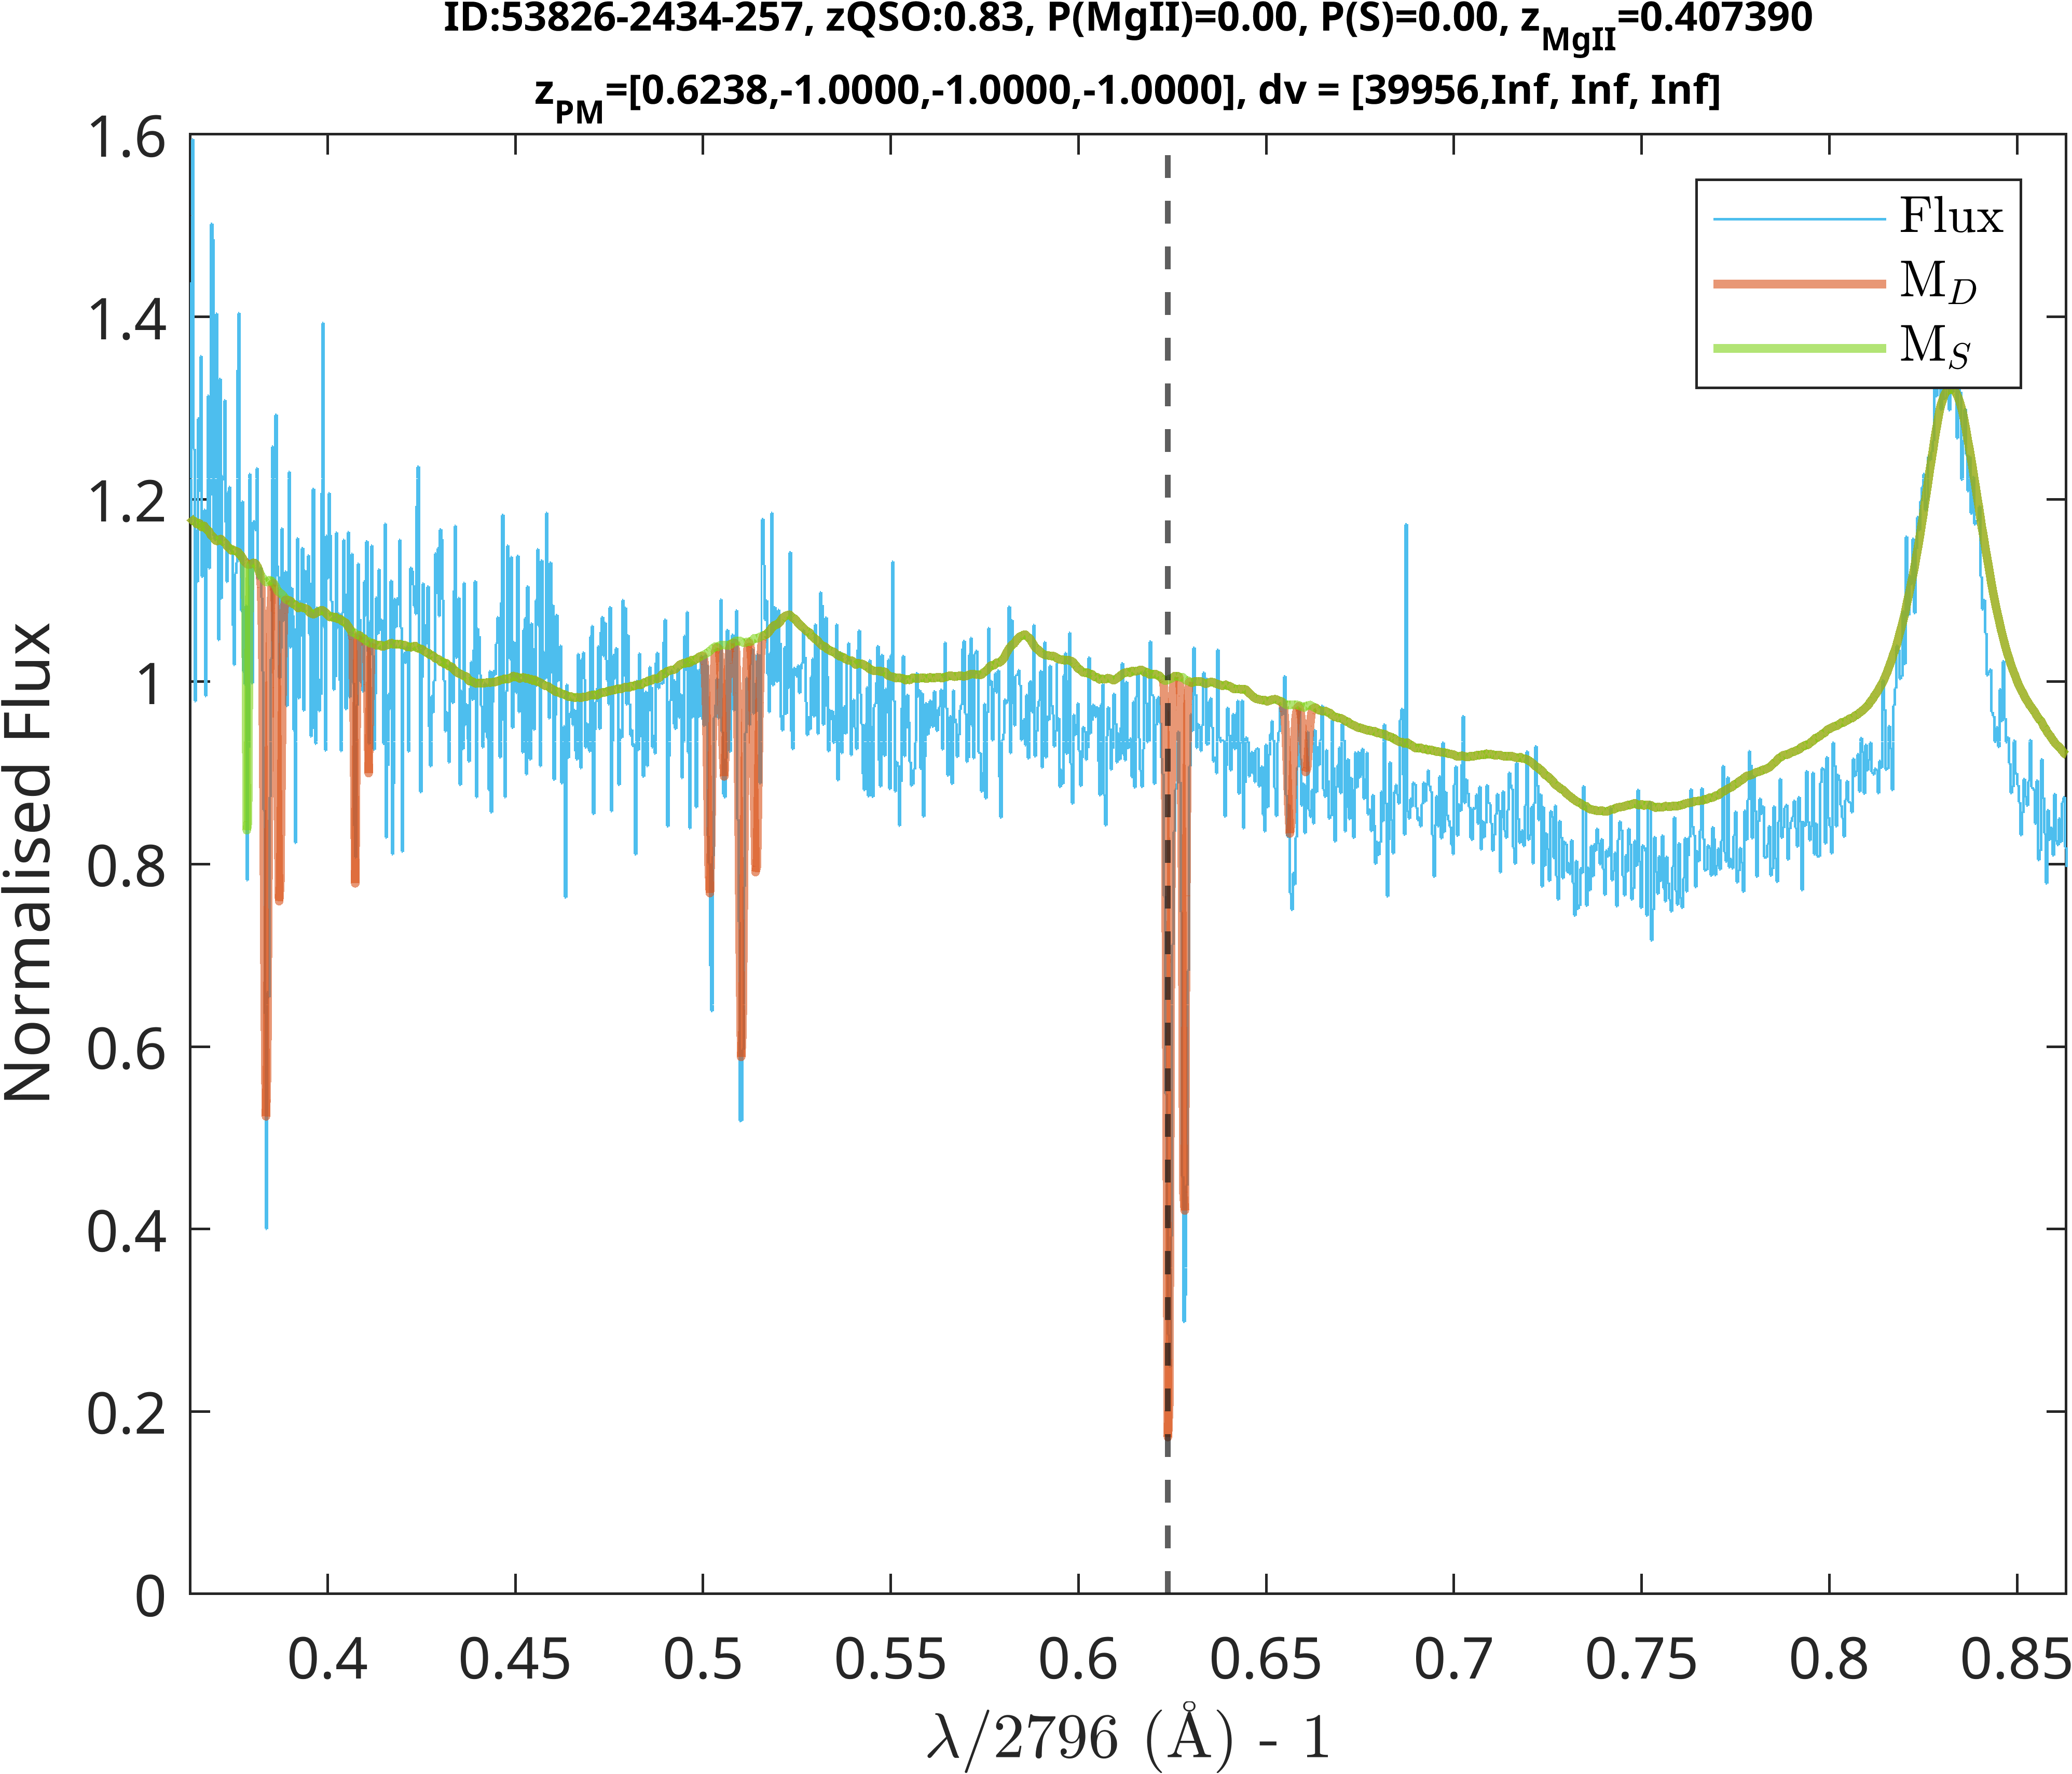 ID:53826-2434-257, zQSO:0.83, P(MgII)=0.00, P(S)=0.00, zMgII=0.407390
zPM=[0.6238,-1.0000,-1.0000,-1.0000], dv = [39956,Inf, Inf, Inf]
1.6
1.4
1.2
1
0.8
0.6
0.4
0.2
0
Normalised Flux
Flux
MD
MS
0.4 0.45 0.5 0.55 0.6 0.65 0.7 0.75 0.8 0.85
λ/2796 (Å) - 1